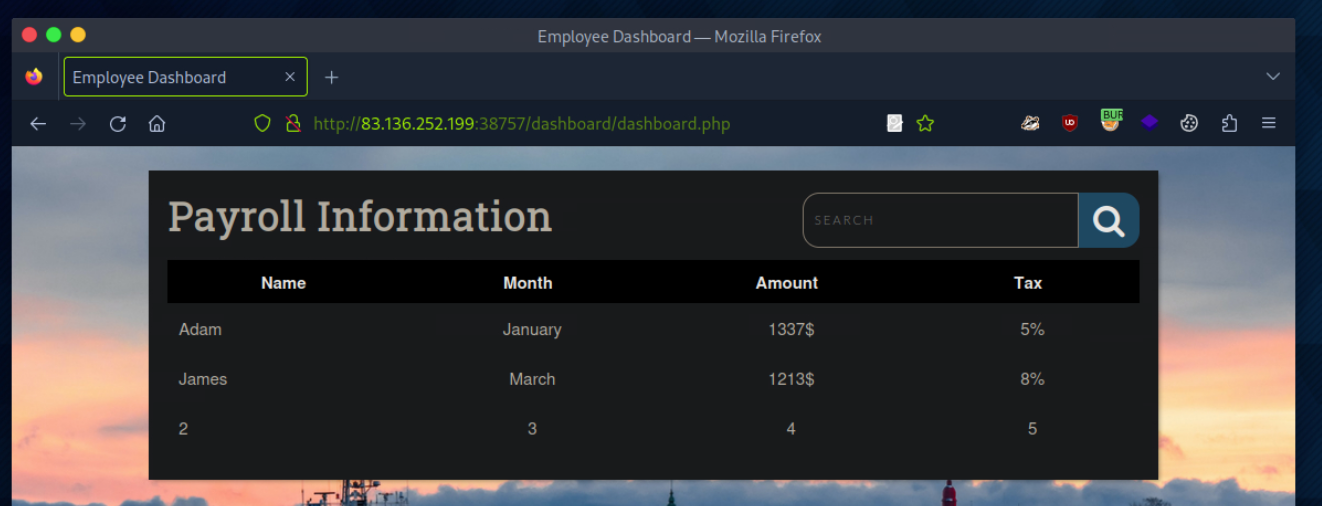 Employee Dashboard — Mozilla Firefox
Employee Dashboard
http://83.136.252.199:38757/dashboard/dashboard.php
BUR
Payroll Information
SEARCH
Name Month Amount Tax
Adam January 1337$ 5%
James March 1213$ 8%
2 3 4 5